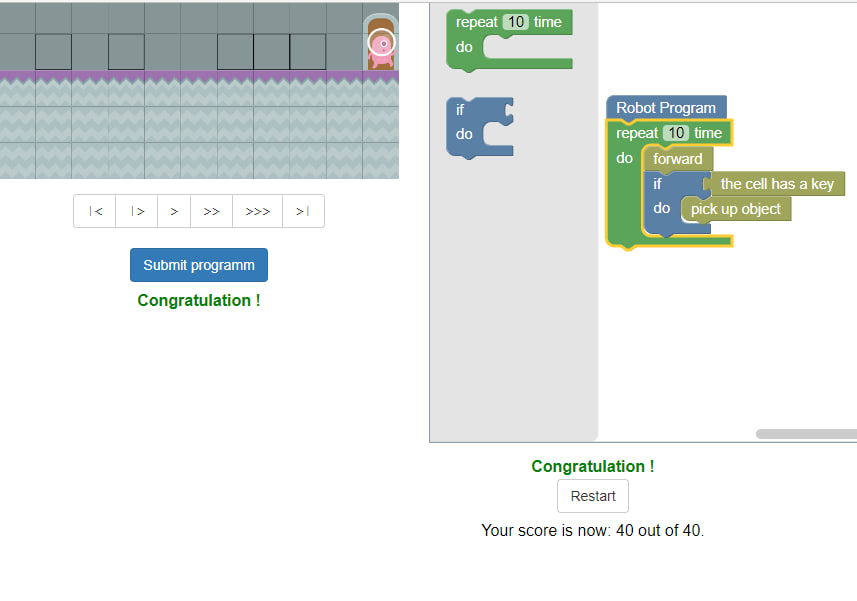 repeat 10 time
do
if
do
Robot Program
repeat 10 time
do forward
if the cell has a key
do pick up object
|< |> > >> >>> >|
Submit programm
Congratulation !
Congratulation !
Restart
Your score is now: 40 out of 40.